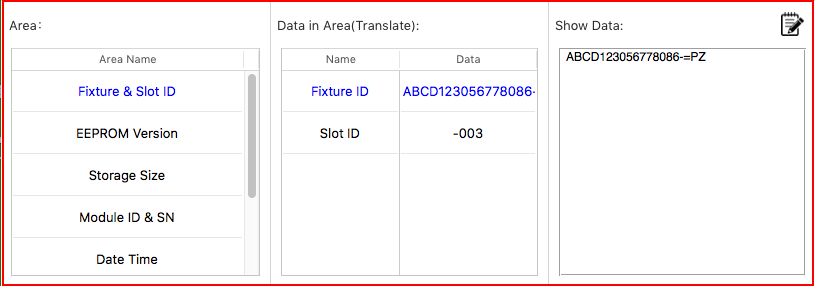 Area：
Area Name
Fixture & Slot ID
EEPROM Version
Storage Size
Module ID & SN
Date Time
Data in Area(Translate):
Name Data
Fixture ID ABCD123056778086-
Slot ID -003
Show Data:
ABCD123056778086-=PZ